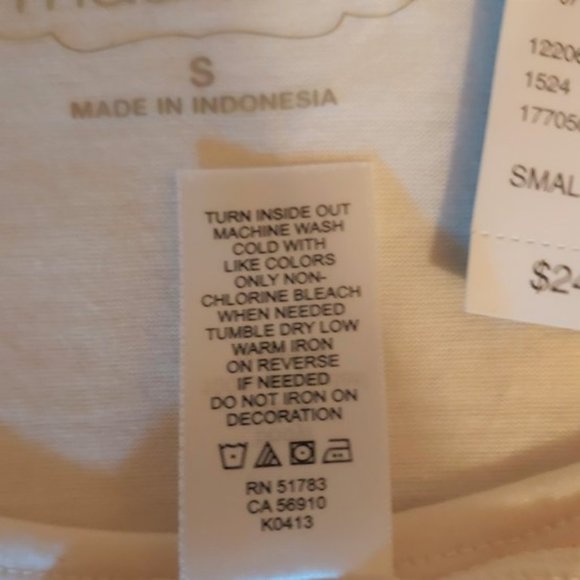 S
MADE IN INDONESIA
TURN INSIDE OUT
MACHINE WASH
COLD WITH
LIKE COLORS
ONLY NON-
CHLORINE BLEACH
WHEN NEEDED
TUMBLE DRY LOW
WARM IRON
ON REVERSE
IF NEEDED
DO NOT IRON ON
DECORATION
RN 51783
CA 56910
K0413
1524
SMAL
$24